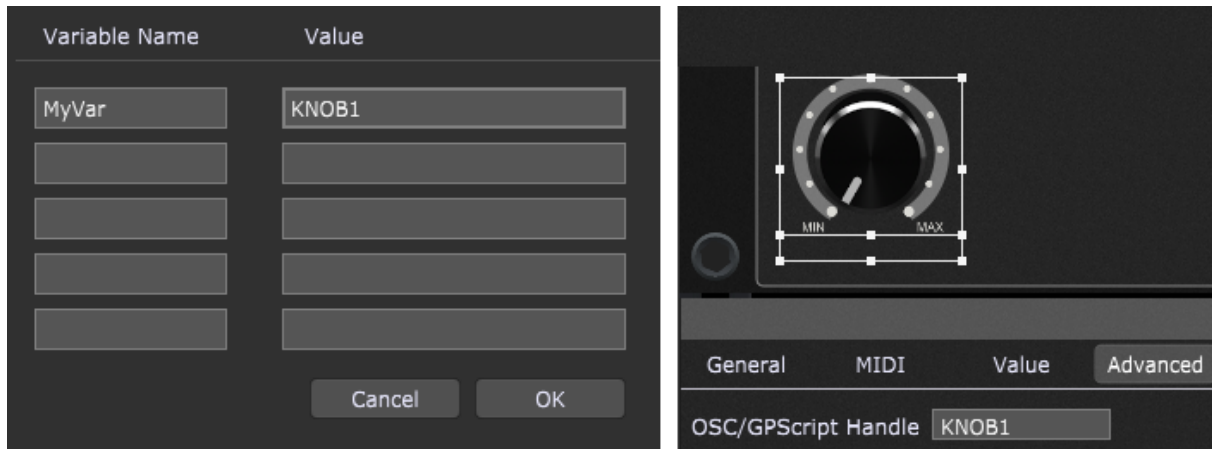 Variable Name Value
MyVar KNOB1
Cancel OK
MIN MAX
General MIDI Value Advanced
OSC/GPScript Handle KNOB1